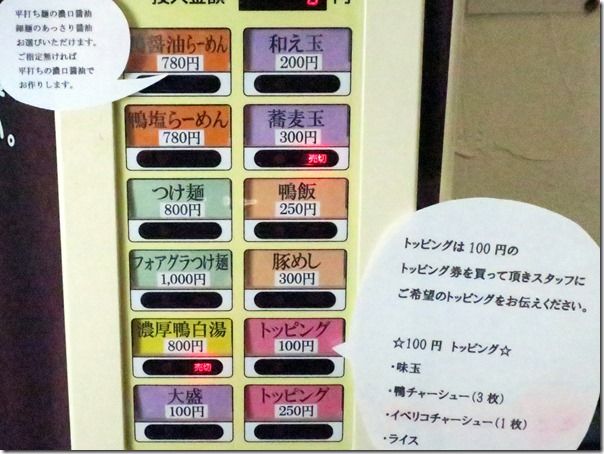 投入金額 円
平打ち麺の濃口醤油
細麺のあっさり醤油
お選びいただけます。
ご指定無ければ
平打ちの濃口醤油で
お作りします。
醤油らーめん
780円
和え玉
200円
鴨塩らーめん
780円
蕎麦玉
300円
売切
つけ麺
800円
鴨飯
250円
フォアグラつけ麺
1,000円
豚めし
300円
濃厚鴨白湯
800円
売切
トッピング
100円
大盛
100円
トッピング
250円
トッピングは100円の
トッピング券を買って頂きスタッフに
ご希望のトッピングをお伝えください。
☆100円 トッピング☆
・味玉
・鴨チャーシュー(3枚)
・イベリコチャーシュー(1枚)
・ライス